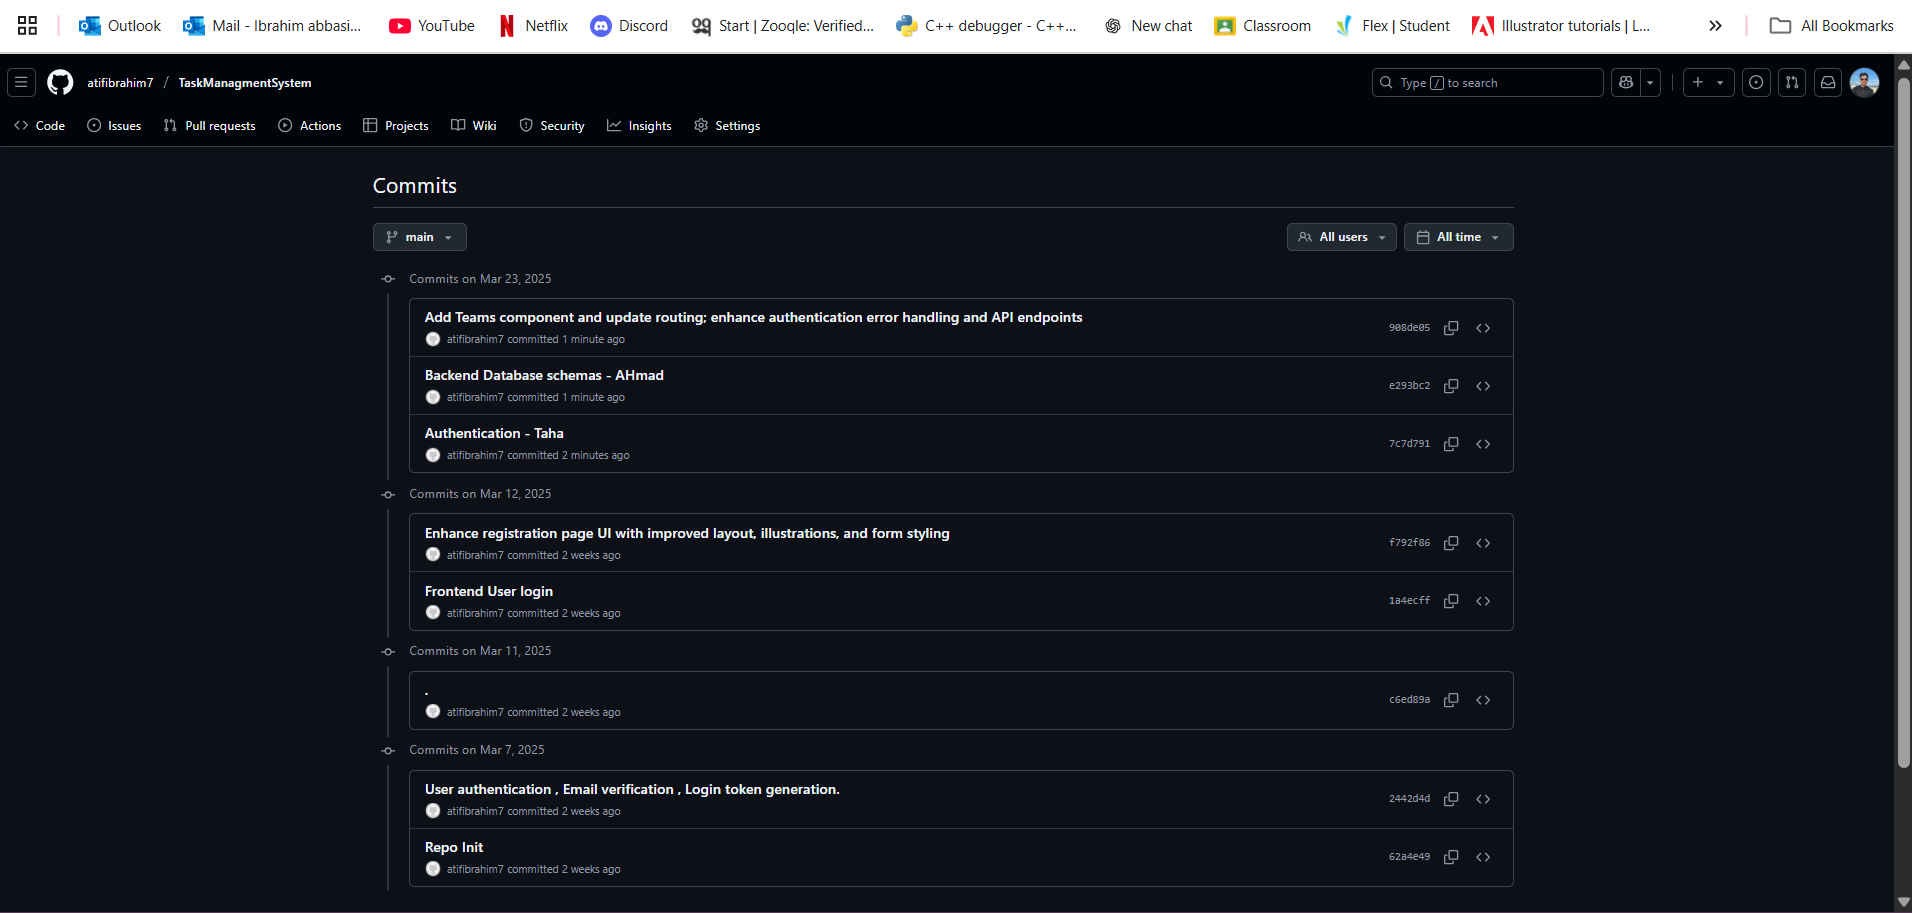 Outlook Mail - Ibrahim abbasi... YouTube Netflix Discord Start | Zooqle: Verified... C++ debugger - C++... New chat Classroom Flex | Student Illustrator tutorials | L... All Bookmarks
atifibrahim7 / TaskManagmentSystem Type / to search
Code Issues Pull requests Actions Projects Wiki Security Insights Settings
Commits
main All users All time
Commits on Mar 23, 2025
Add Teams component and update routing; enhance authentication error handling and API endpoints
908de05
atifibrahim7 committed 1 minute ago
Backend Database schemas - AHmad
e293bc2
atifibrahim7 committed 1 minute ago
Authentication - Taha
7c7d791
atifibrahim7 committed 2 minutes ago
Commits on Mar 12, 2025
Enhance registration page UI with improved layout, illustrations, and form styling
f792f86
atifibrahim7 committed 2 weeks ago
Frontend User login
1a4ecff
atifibrahim7 committed 2 weeks ago
Commits on Mar 11, 2025
.
c6ed89a
atifibrahim7 committed 2 weeks ago
Commits on Mar 7, 2025
User authentication , Email verification , Login token generation.
2442d4d
atifibrahim7 committed 2 weeks ago
Repo Init
62a4e49
atifibrahim7 committed 2 weeks ago